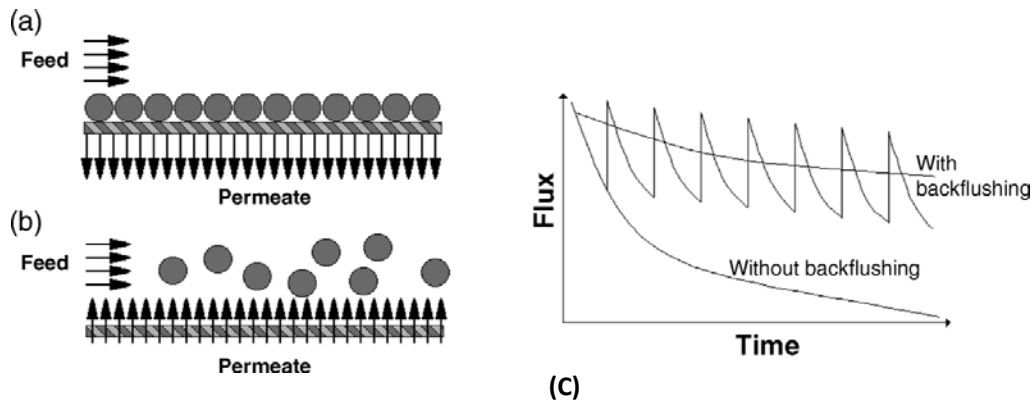 (a)
Feed
Permeate
(b)
Feed
Permeate
Flux
With
backflushing
Without backflushing
Time
(C)